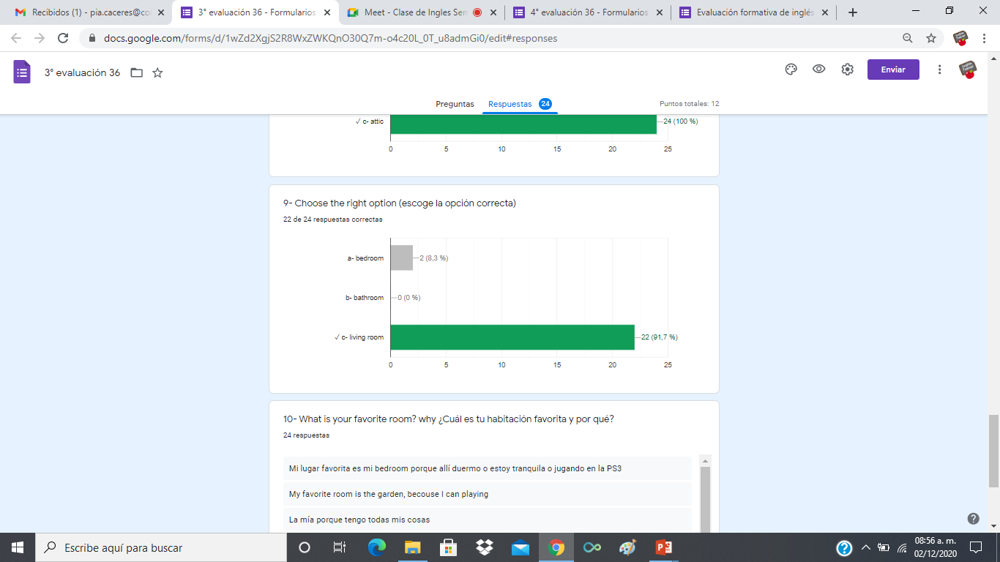 Recibidos (1) - pia.caceres@co
3° evaluación 36 - Formularios
Meet - Clase de Ingles Sem
4° evaluación 36 - Formularios
Evaluación formativa de inglés
docs.google.com/forms/d/1wZd2XgjS2R8WxZWKQnO30Q7m-o4c20L_0T_u8admGi0/edit#responses
3° evaluación 36
Enviar
Preguntas
Respuestas 24
Puntos totales: 12
✓ c- attic
24 (100 %)
0 5 10 15 20 25
9- Choose the right option (escoge la opción correcta)
22 de 24 respuestas correctas
a- bedroom
2 (8,3 %)
b- bathroom
0 (0 %)
✓ c- living room
22 (91,7 %)
0 5 10 15 20 25
10- What is your favorite room? why ¿Cuál es tu habitación favorita y por qué?
24 respuestas
Mi lugar favorita es mi bedroom porque allí duermo o estoy tranquila o jugando en la PS3
My favorite room is the garden, becouse I can playing
La mía porque tengo todas mis cosas
Escribe aquí para buscar
08:56 a. m.
02/12/2020